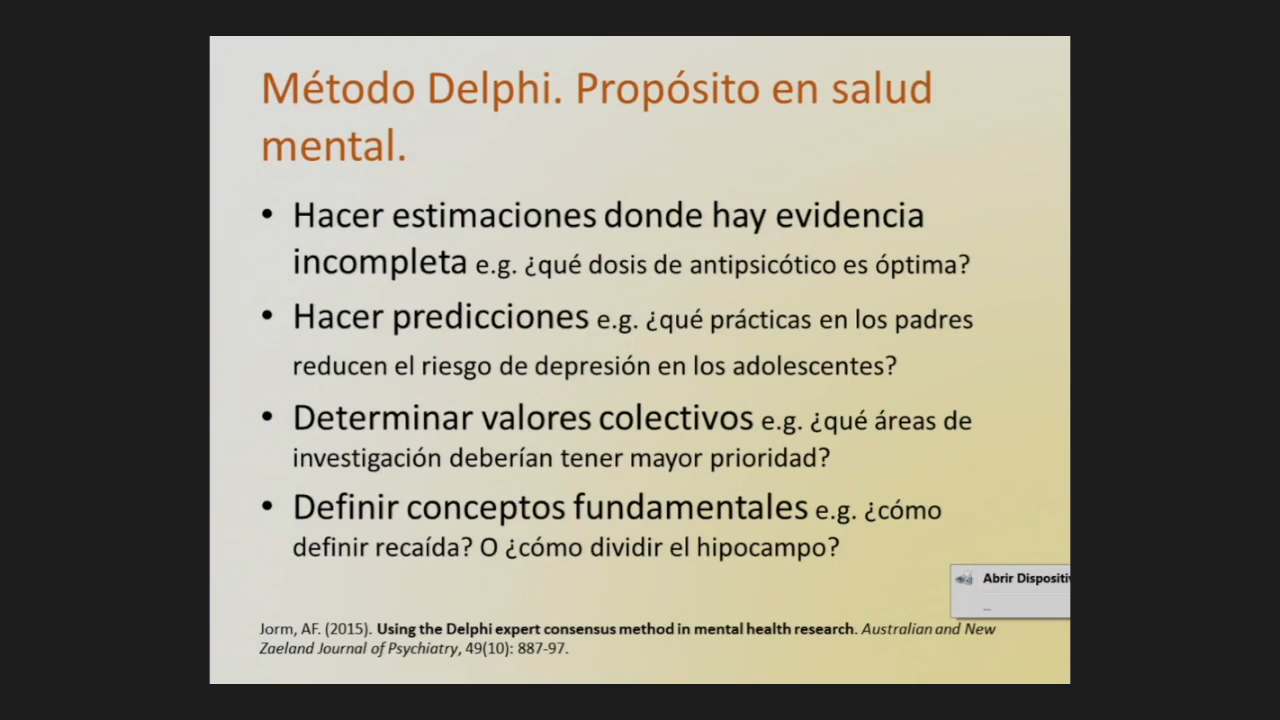 Método Delphi. Propósito en salud
mental.
• Hacer estimaciones donde hay evidencia
incompleta e.g. ¿qué dosis de antipsicótico es óptima?
• Hacer predicciones e.g. ¿qué prácticas en los padres
reducen el riesgo de depresión en los adolescentes?
• Determinar valores colectivos e.g. ¿qué áreas de
investigación deberían tener mayor prioridad?
• Definir conceptos fundamentales e.g. ¿cómo
definir recaída? O ¿cómo dividir el hipocampo?
Abrir Dispositiv
Jorm, AF. (2015). Using the Delphi expert consensus method in mental health research. Australian and New
Zaeland Journal of Psychiatry, 49(10): 887-97.